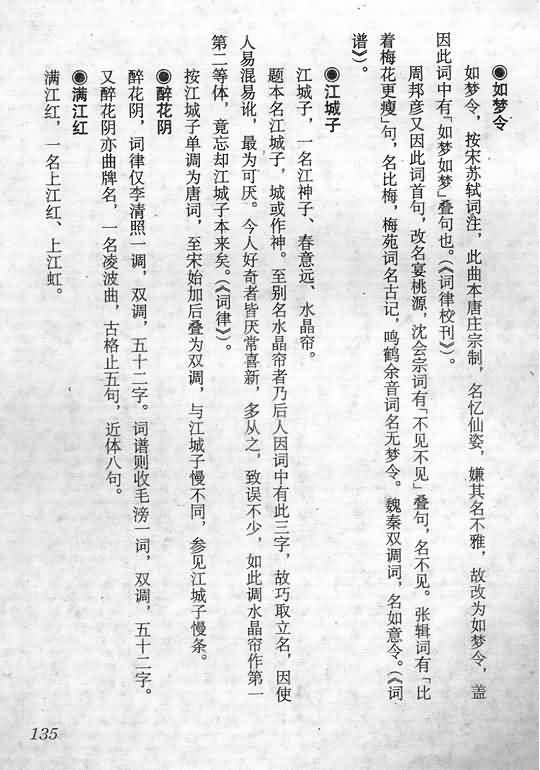 ◉如梦令
如梦令，按宋苏轼词注，此曲本唐庄宗制，名忆仙姿，嫌其名不雅，故改为如梦令，盖
因此词中有「如梦如梦」叠句也。（《词律校刊》）。
周邦彦又因此词首句，改名宴桃源，沈会宗词有「不见不见」叠句，名不见。张辑词有「比
着梅花更瘦」句，名比梅，梅苑词名古记，鸣鹤余音词名无梦令。魏秦双调词，名如意令。（《词
谱》）。
◉江城子
江城子，一名江神子、春意远、水晶帘。
题本名江城子，城或作神。至别名水晶帘者乃后人因词中有此三字，故巧取立名，因使
人易混易讹，最为可厌。今人好奇者皆厌常喜新，多从之，致误不少，如此调水晶帘作第一
第二等体，竟忘却江城子本来矣。（《词律》）。
按江城子单调为唐词，至宋始加后叠为双调，与江城子慢不同，参见江城子慢条。
◉醉花阴
醉花阴，词律仅李清照一调，双调，五十二字。词谱则收毛滂一词，双调，五十二字。
又醉花阴亦曲牌名，一名凌波曲，古格止五句，近体八句。
◉满江红
满江红，一名上江红、上江虹。
135